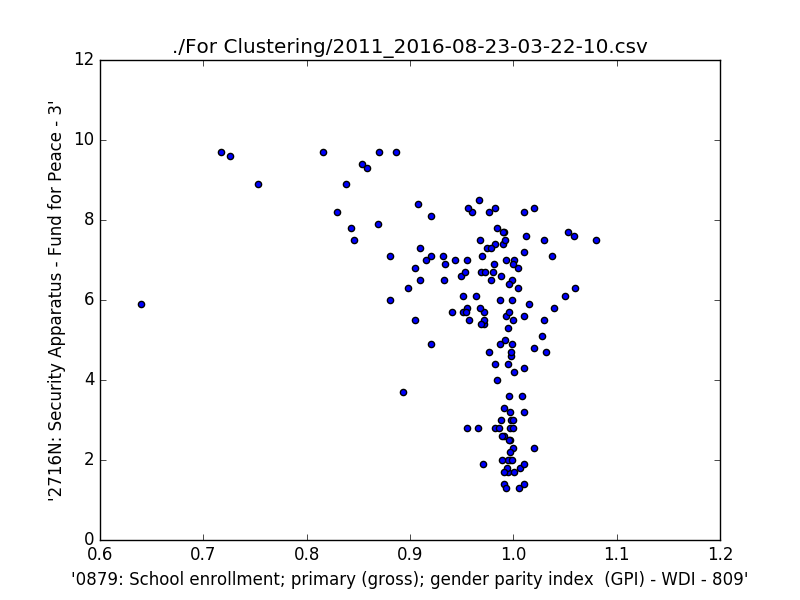 ./For Clustering/2011_2016-08-23-03-22-10.csv
12
10
8
6
4
2
0
'2716N: Security Apparatus - Fund for Peace - 3'
0.6 0.7 0.8 0.9 1.0 1.1 1.2
'0879: School enrollment; primary (gross); gender parity index  (GPI) - WDI - 809'